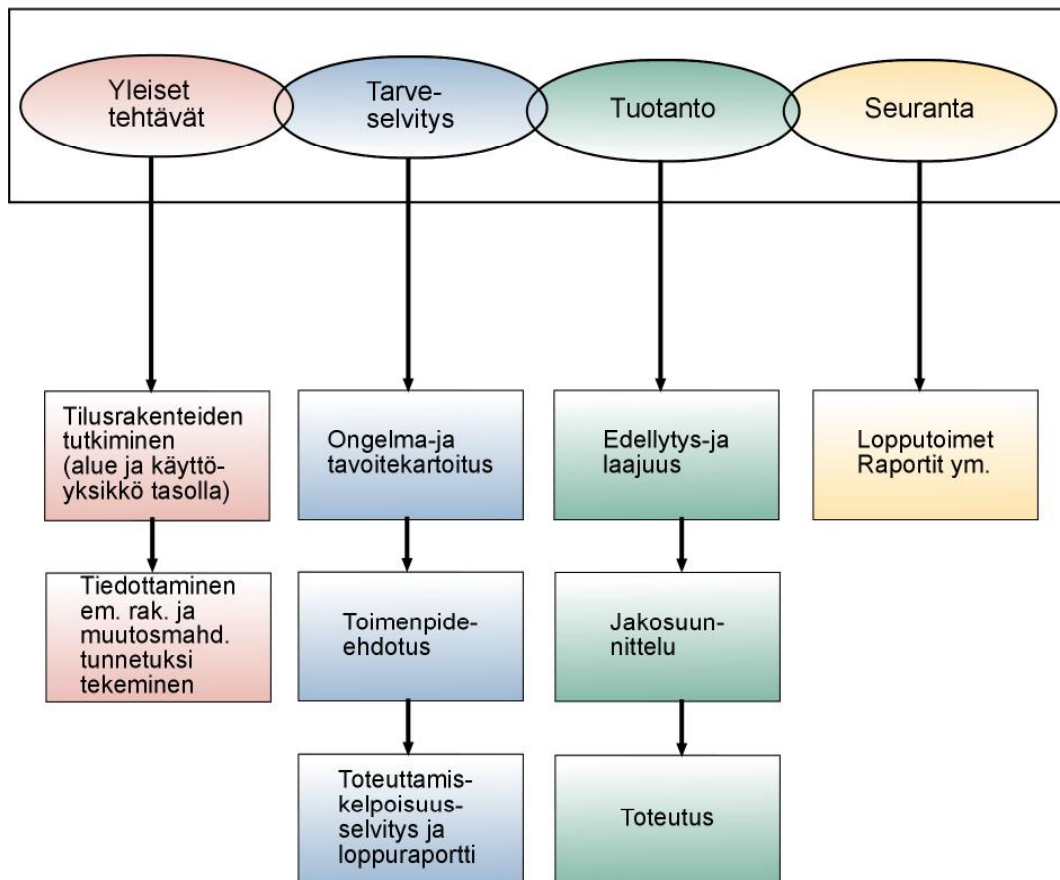 Yleiset
tehtävät
Tarve-
selvitys
Tuotanto
Seuranta
Tilusrakenteiden
tutkiminen
(alue ja käyttö-
yksikkö tasolla)
Ongelma-ja
tavoitekartoitus
Edellytys-ja
laajuus
Lopputoimet
Raportit ym.
Tiedottaminen
em. rak. ja
muutosmahd.
tunnetuksi
tekeminen
Toimenpide-
ehdotus
Jakosuun-
nittelu
Toteuttamis-
kelpoisuus-
selvitys ja
loppuraportti
Toteutus